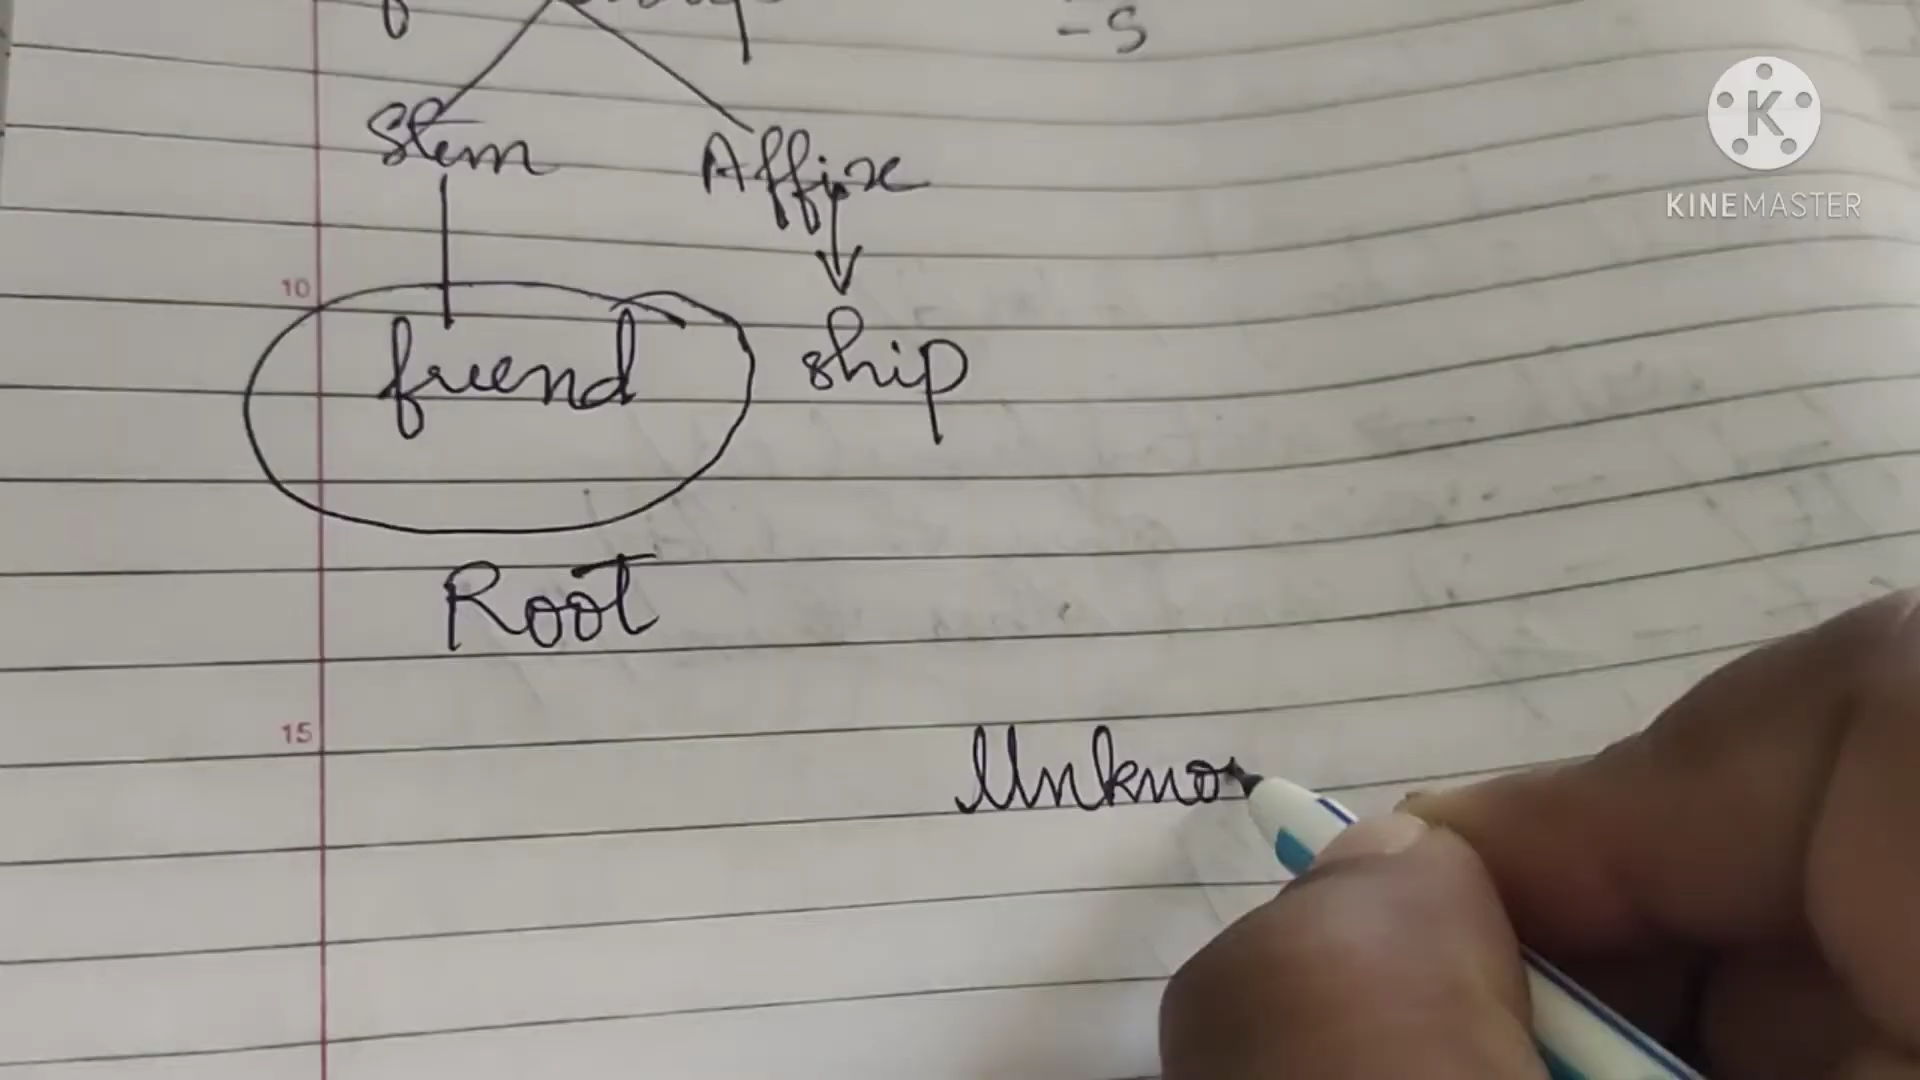 -s
Stem Affix
K
KINEMASTER
10
friend ship
Root
15
Unkno